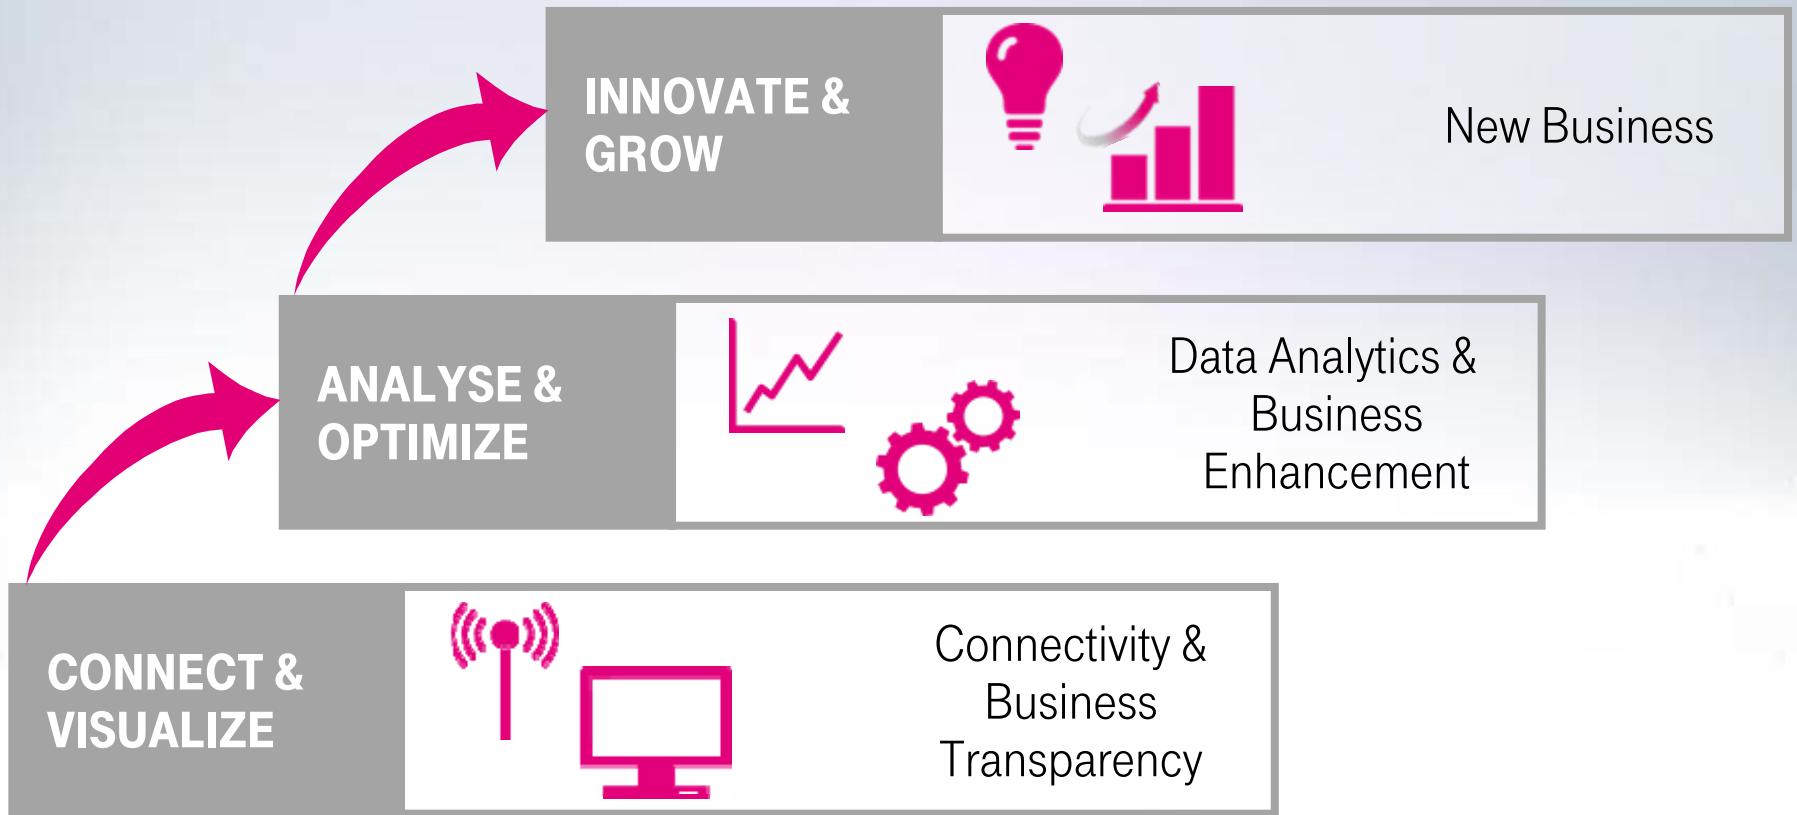 INNOVATE &
GROW
New Business
ANALYSE &
OPTIMIZE
Data Analytics &
Business
Enhancement
CONNECT &
VISUALIZE
Connectivity &
Business
Transparency